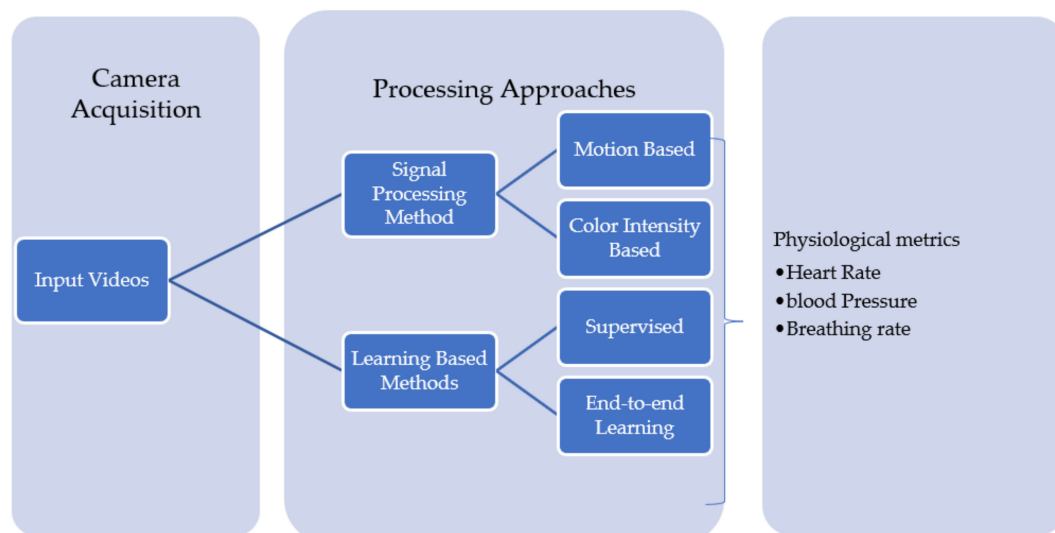 Camera
Acquisition
Input Videos
Processing Approaches
Signal
Processing
Method
Learning Based
Methods
Motion Based
Color Intensity
Based
Supervised
End-to-end
Learning
Physiological metrics
•Heart Rate
•blood Pressure
•Breathing rate